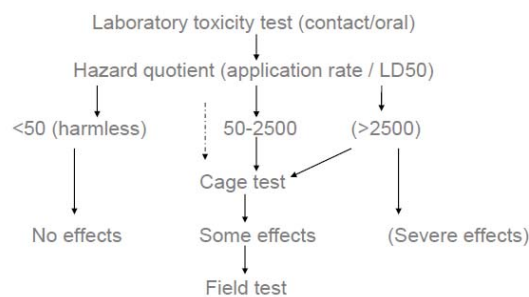 Laboratory toxicity test (contact/oral)
Hazard quotient (application rate / LD50)
<50 (harmless) 50-2500 (>2500)
Cage test
No effects Some effects (Severe effects)
Field test